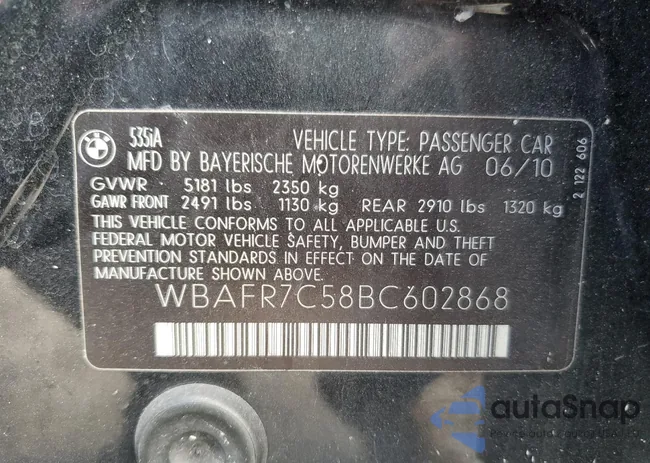 BMW
535iA
VEHICLE TYPE: PASSENGER CAR
MFD BY BAYERISCHE MOTORENWERKE AG 06/10
GVWR 5181 lbs 2350 kg
GAWR FRONT 2491 lbs 1130 kg REAR 2910 lbs 1320 kg
THIS VEHICLE CONFORMS TO ALL APPLICABLE U.S.
FEDERAL MOTOR VEHICLE SAFETY, BUMPER AND THEFT
PREVENTION STANDARDS IN EFFECT ON THE DATE OF
MANUFACTURE SHOWN ABOVE.
WBAFR7C58BC602868
2 122 606
autoSnap